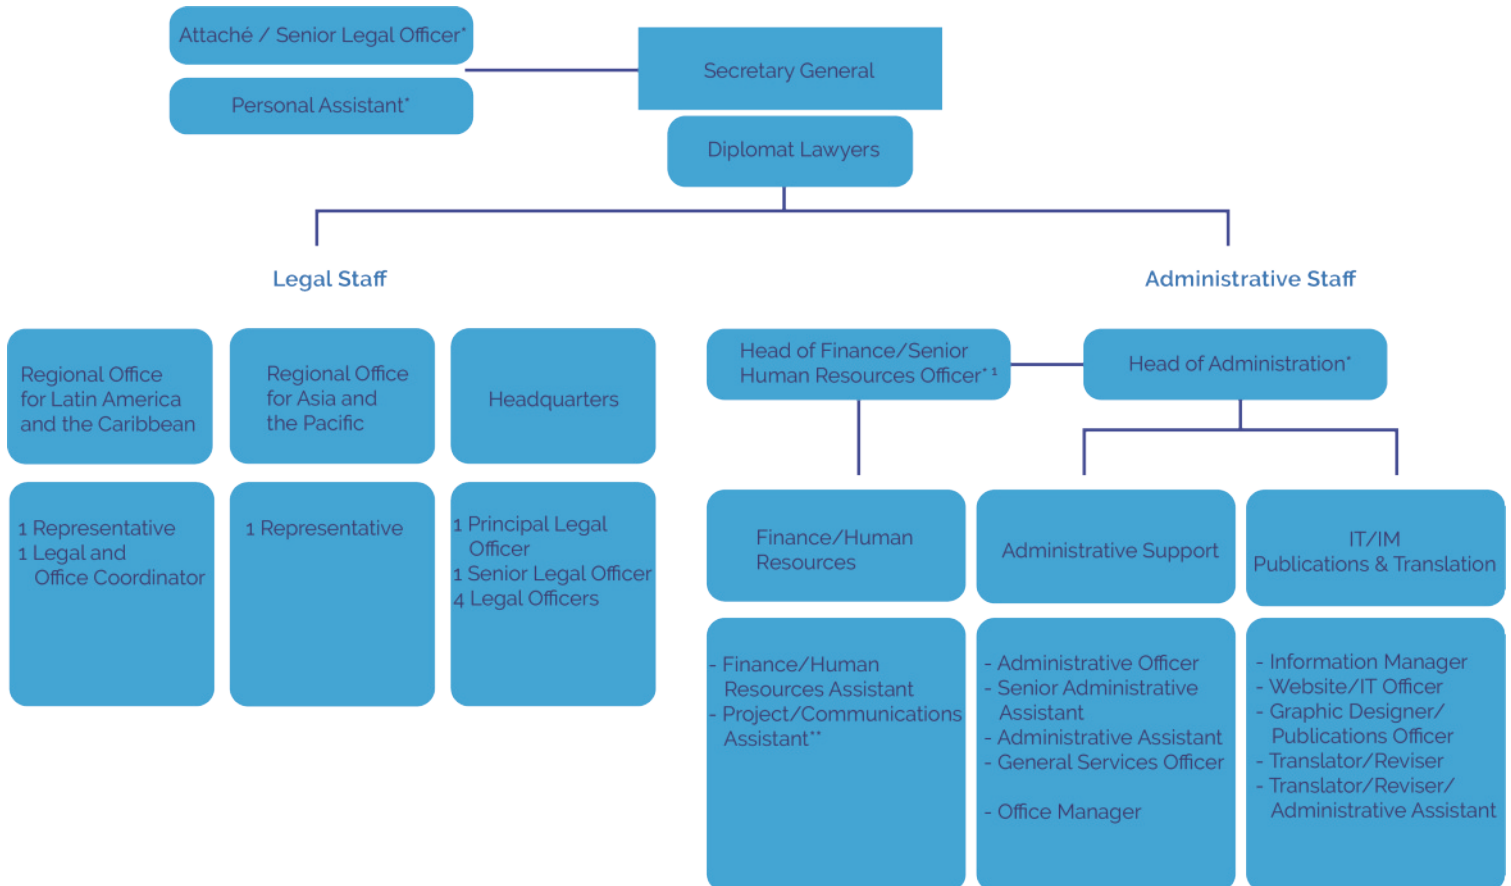 Attaché / Senior Legal Officer*
Personal Assistant*
Secretary General
Diplomat Lawyers
Legal Staff
Administrative Staff
Regional Office
for Latin America
and the Caribbean
Regional Office
for Asia and
the Pacific
Headquarters
1 Representative
1 Legal and
Office Coordinator
1 Representative
1 Principal Legal
Officer
1 Senior Legal Officer
4 Legal Officers
Head of Finance/Senior
Human Resources Officer* ¹
Head of Administration*
Finance/Human
Resources
Administrative Support
IT/IM
Publications & Translation
- Finance/Human
Resources Assistant
- Project/Communications
Assistant**
- Administrative Officer
- Senior Administrative
Assistant
- Administrative Assistant
- General Services Officer
- Office Manager
- Information Manager
- Website/IT Officer
- Graphic Designer/
Publications Officer
- Translator/Reviser
- Translator/Reviser/
Administrative Assistant